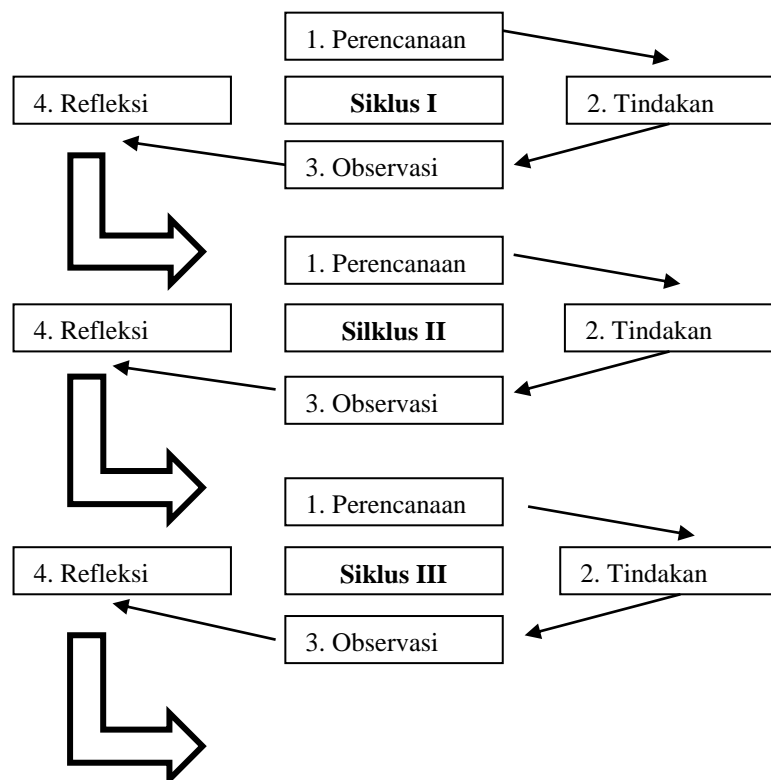 1. Perencanaan
4. Refleksi
Siklus I
2. Tindakan
3. Observasi
1. Perencanaan
4. Refleksi
Silklus II
2. Tindakan
3. Observasi
1. Perencanaan
4. Refleksi
Siklus III
2. Tindakan
3. Observasi